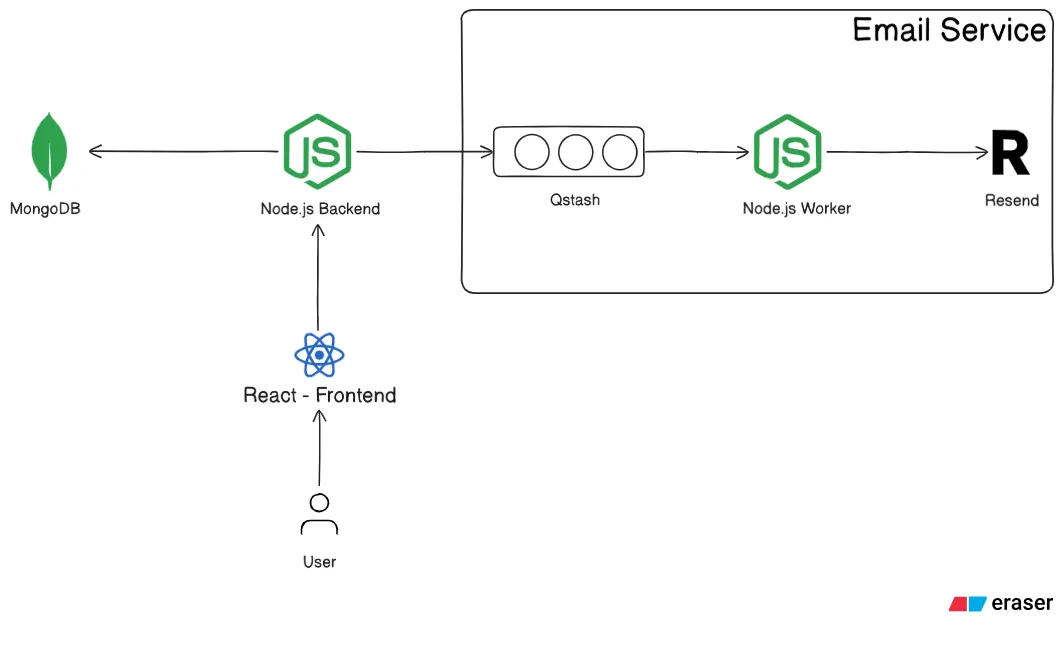 Email Service
MongoDB
JS
Node.js Backend
Qstash
JS
Node.js Worker
R
Resend
React - Frontend
User
eraser